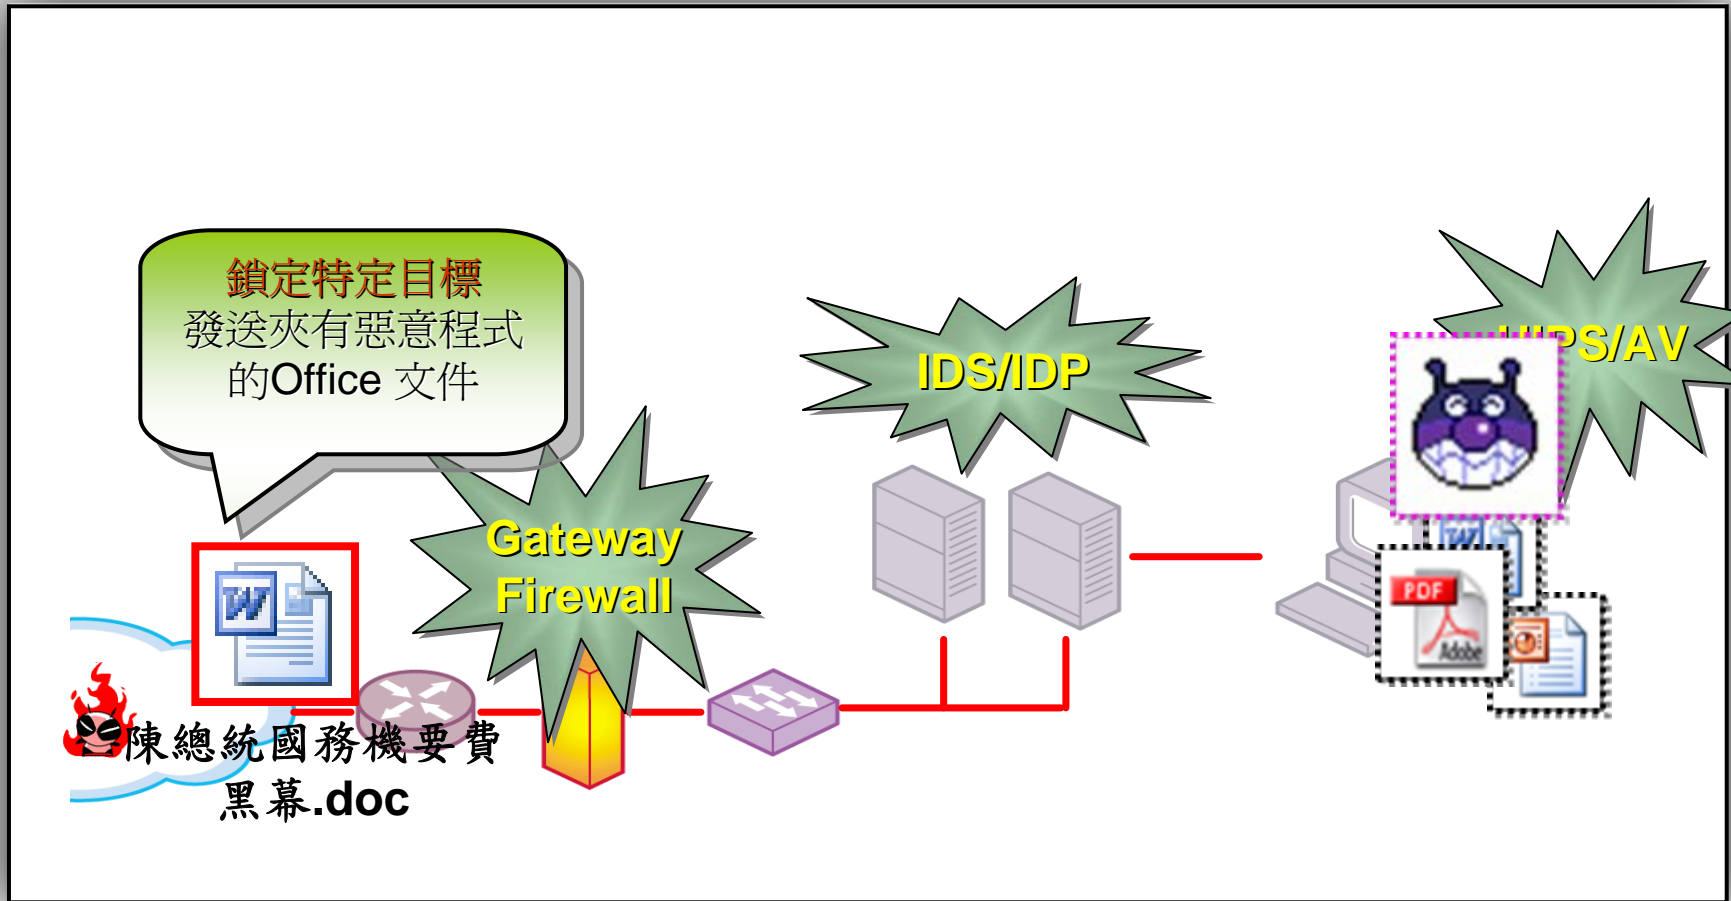 鎖定特定目標
發送夾有惡意程式
的Office 文件
Gateway
Firewall
IDS/IDP
PS/AV
PDF
Adobe
W
W
陳總統國務機要費
黑幕.doc